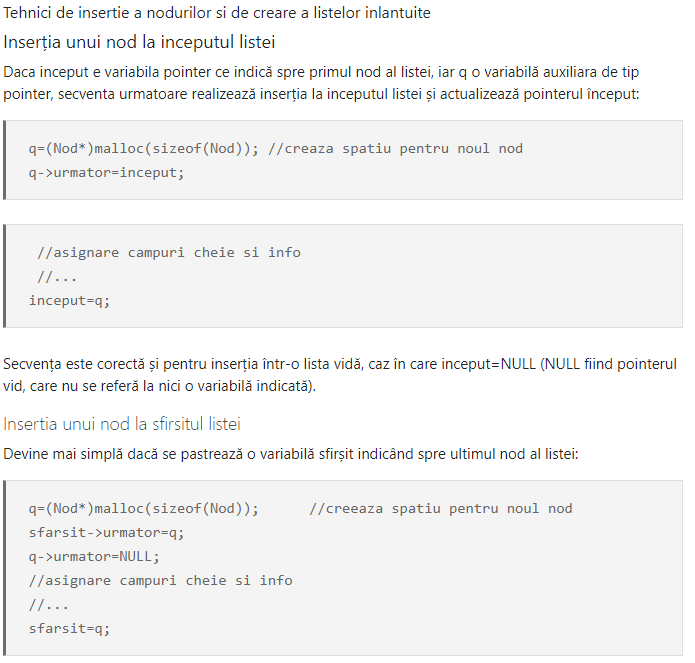 Tehnici de insertie a nodurilor si de creare a listelor inlantuite
Inserția unui nod la inceputul listei
Daca inceput e variabila pointer ce indică spre primul nod al listei, iar q o variabilă auxiliara de tip
pointer, secventa urmatoare realizează inserția la inceputul listei și actualizează pointerul început:
q=(Nod*)malloc(sizeof(Nod)); //creaza spatiu pentru noul nod
q->urmator=inceput;
//asignare campuri cheie si info
//...
inceput=q;
Secvența este corectă și pentru inserția într-o lista vidă, caz în care inceput=NULL (NULL fiind pointerul
vid, care nu se referă la nici o variabilă indicată).
Insertia unui nod la sfirsitul listei
Devine mai simplă dacă se pastrează o variabilă sfirșit indicând spre ultimul nod al listei:
q=(Nod*)malloc(sizeof(Nod));      //creeaza spatiu pentru noul nod
sfarsit->urmator=q;
q->urmator=NULL;
//asignare campuri cheie si info
//...
sfarsit=q;